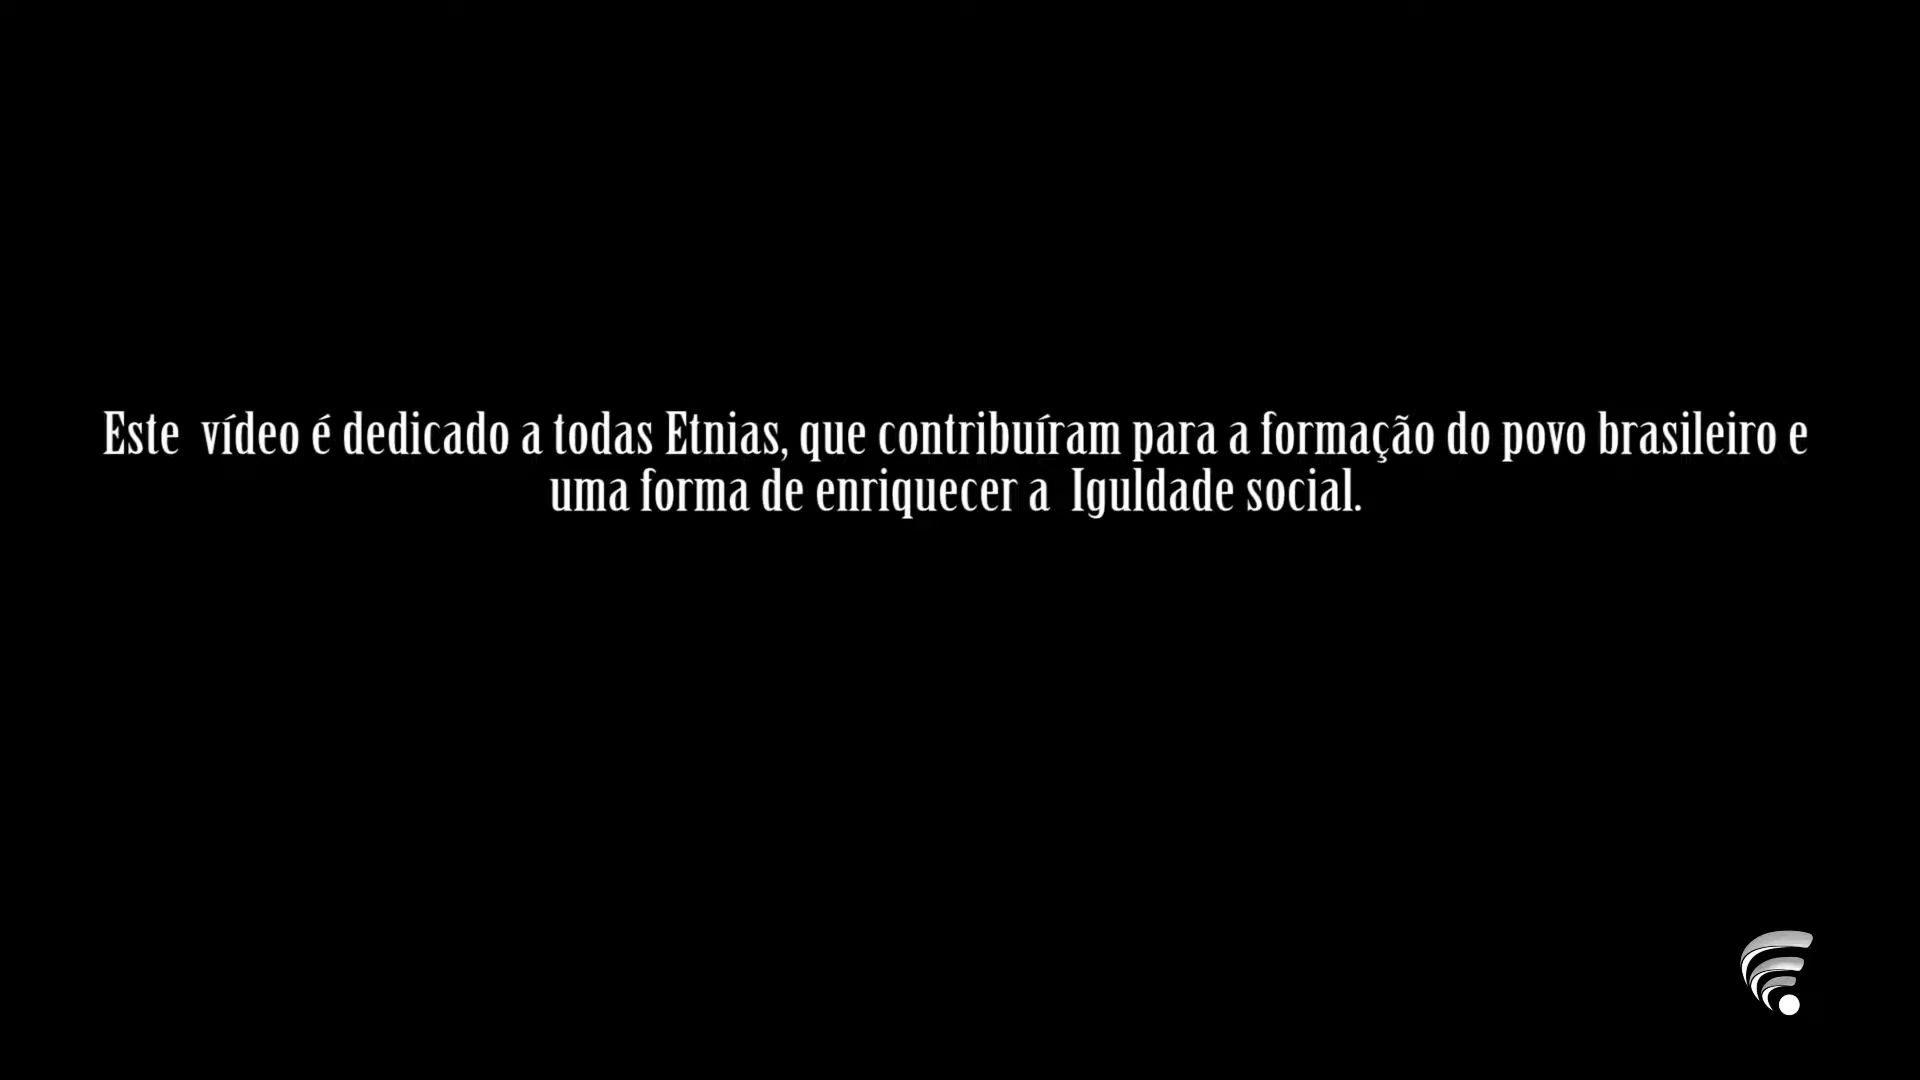 Este  vídeo é dedicado a todas Etnias, que contribuíram para a formação do povo brasileiro e
uma forma de enriquecer a  Iguldade social.